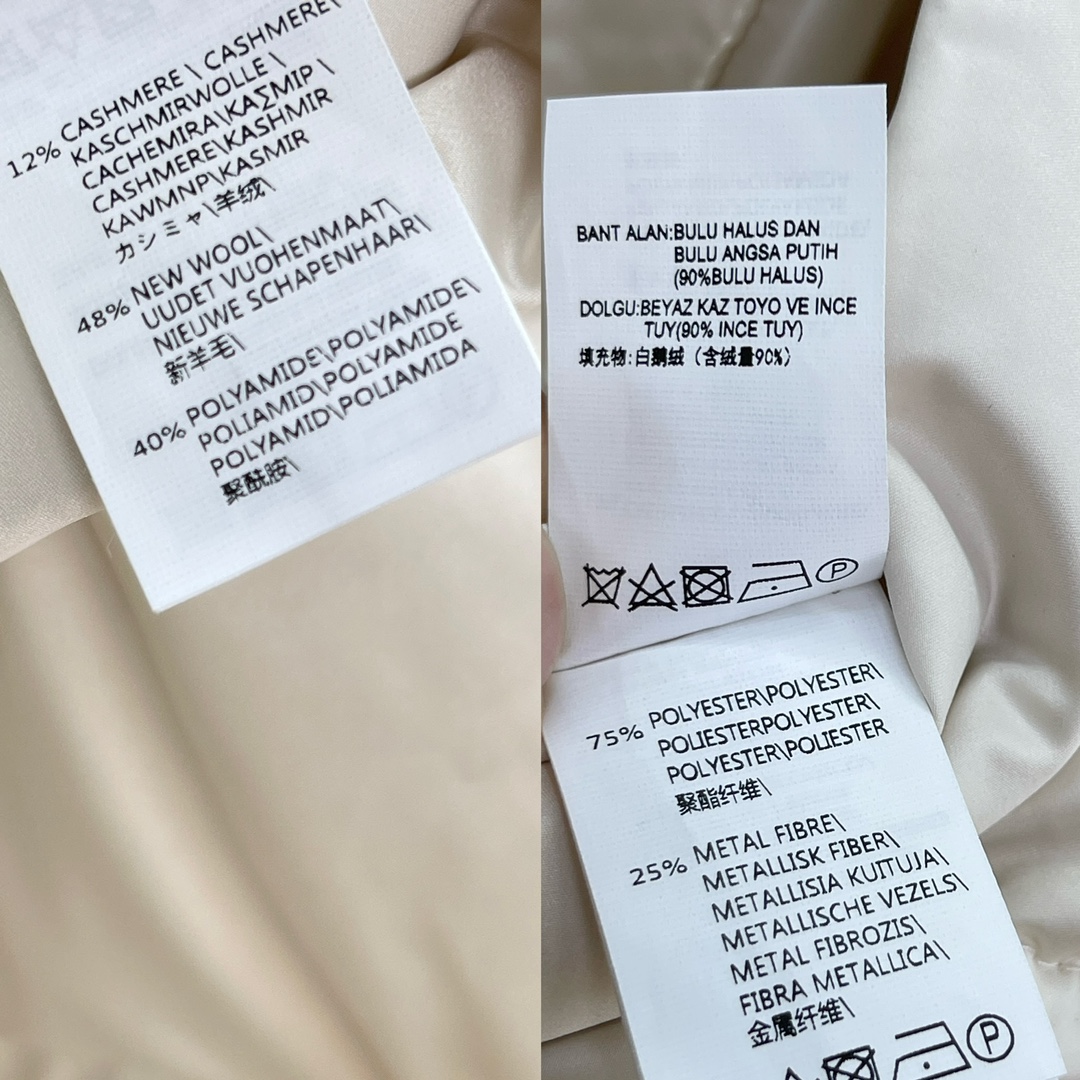 12% CASHMERE \ CASHMERE\
KASCHMIRWOLLE \
CACHEMIRA\KAΣMIP \
CASHMERE\KASHMIR
KAWMNP\KASMIR
カシミヤ\羊绒\
48% NEW WOOL\
UUDET VUOHENMAAT\
NIEUWE SCHAPENHAAR\
新羊毛\
40% POLYAMIDE\POLYAMIDE\
POLIAMID\POLYAMIDE
POLYAMID\POLIAMIDA
聚酰胺\
BANT ALAN:BULU HALUS DAN
BULU ANGSA PUTIH
(90%BULU HALUS)
DOLGU:BEYAZ KAZ TOYO VE INCE
TUY(90% INCE TUY)
填充物:白鹅绒（含绒量90%）
P
75% POLYESTER\POLYESTER\
POLIESTERPOLYESTER\
POLYESTER\POLIESTER
聚酯纤维\
25% METAL FIBRE\
METALLISK FIBER\
METALLISIA KUITUJA\
METALLISCHE VEZELS\
METAL FIBROZIS\
FIBRA METALLICA\
金属纤维\
P